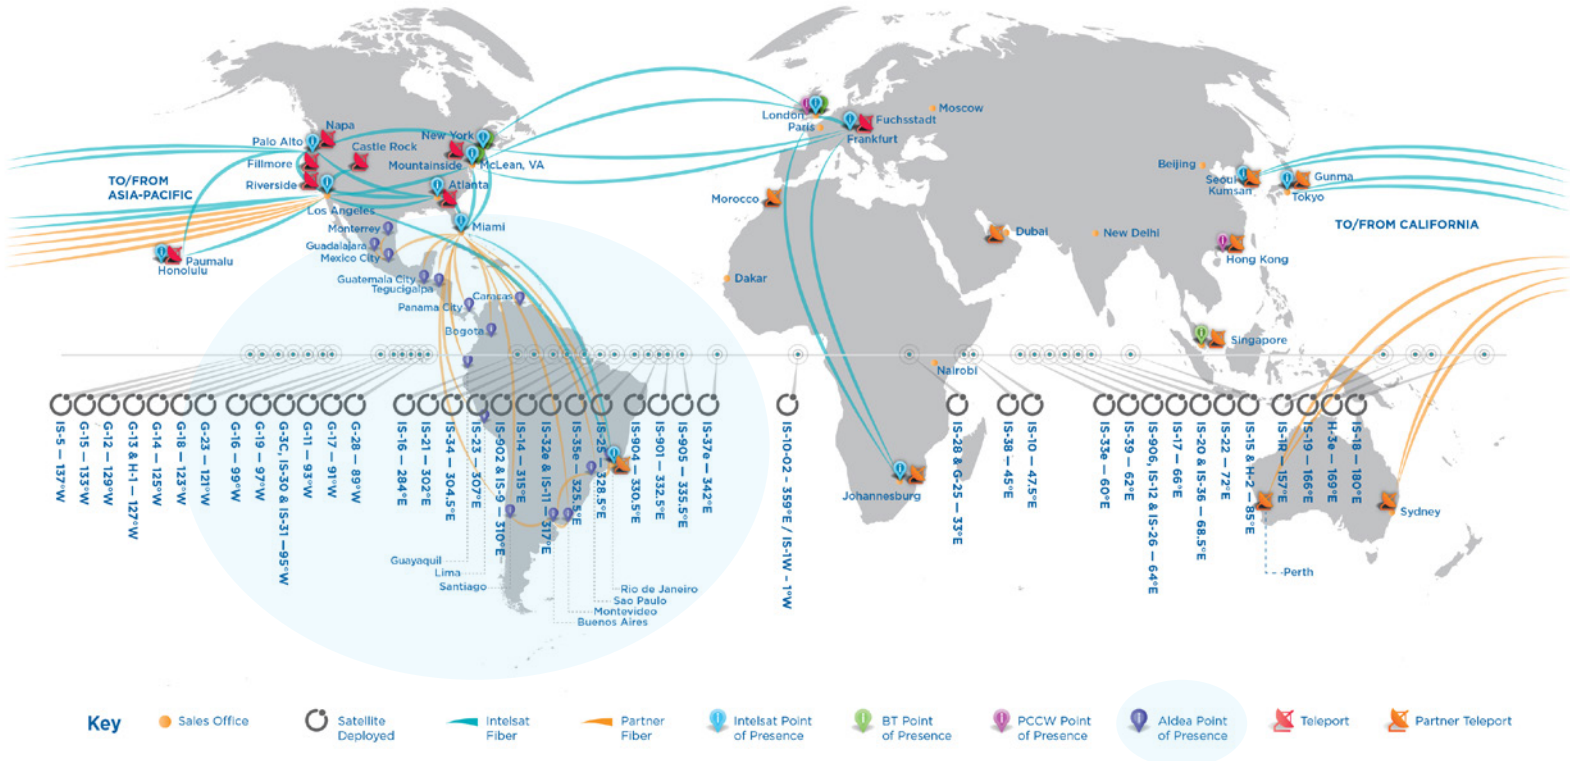 Napa
Palo Alto
Castle Rock
Fillmore
Riverside
TO/FROM
ASIA-PACIFIC
Los Angeles
Paumalu
Honolulu
New York
Mountainside
McLean, VA
Atlanta
Miami
Monterrey
Guadalajara
Mexico City
Guatemala City
Tegucigalpa
Panama City
Caracas
Bogota
London
Paris
Fuchsstadt
Frankfurt
Moscow
Morocco
Dakar
Dubai
New Delhi
Nairobi
Johannesburg
Beijing
Seoul
Kumsan
Gunma
Tokyo
TO/FROM CALIFORNIA
Hong Kong
Singapore
Sydney
Perth
IS-5 — 137°W
G-15 — 133°W
G-12 — 129°W
G-13 & H-1 — 127°W
G-14 — 125°W
G-18 — 123°W
G-23 — 121°W
G-16 — 99°W
G-19 — 97°W
G-3C, IS-30 & IS-31 —95°W
G-11 — 93°W
G-17 — 91°W
G-28 — 89°W
IS-16 — 284°E
IS-21 — 302°E
IS-34 — 304.5°E
IS-23 — 307°E
IS-902 & IS-9 — 310°E
IS-14 — 315°E
IS-32e & IS-11 — 317°E
IS-35e — 325.5°E
IS-25 — 328.5°E
IS-904 — 330.5°E
IS-901 — 332.5°E
IS-905 — 335.5°E
IS-37e — 342°E
IS-10-02 — 359°E / IS-1W – 1°W
IS-28 & G-25 — 33°E
IS-38 — 45°E
IS-10 — 47.5°E
IS-33e — 60°E
IS-39 — 62°E
IS-906, IS-12 & IS-26 — 64°E
IS-17 — 66°E
IS-20 & IS-36 — 68.5°E
IS-22 — 72°E
IS-15 & H-2 — 85°E
IS-1R — 157°E
IS-19 — 166°E
H-3e — 169°E
IS-18 — 180°E
Guayaquil
Lima
Santiago
Rio de Janeiro
Sao Paulo
Montevideo
Buenos Aires
Key
Sales Office
Satellite
Deployed
Intelsat
Fiber
Partner
Fiber
Intelsat Point
of Presence
BT Point
of Presence
PCCW Point
of Presence
Aldea Point
of Presence
Teleport
Partner Teleport